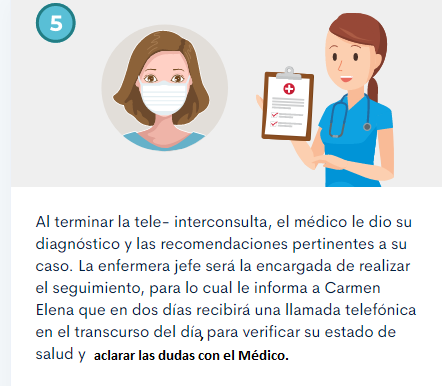 5
Al terminar la tele- interconsulta, el médico le dio su
diagnóstico y las recomendaciones pertinentes a su
caso. La enfermera jefe será la encargada de realizar
el seguimiento, para lo cual le informa a Carmen
Elena que en dos días recibirá una llamada telefónica
en el transcurso del día, para verificar su estado de
salud y aclarar las dudas con el Médico.